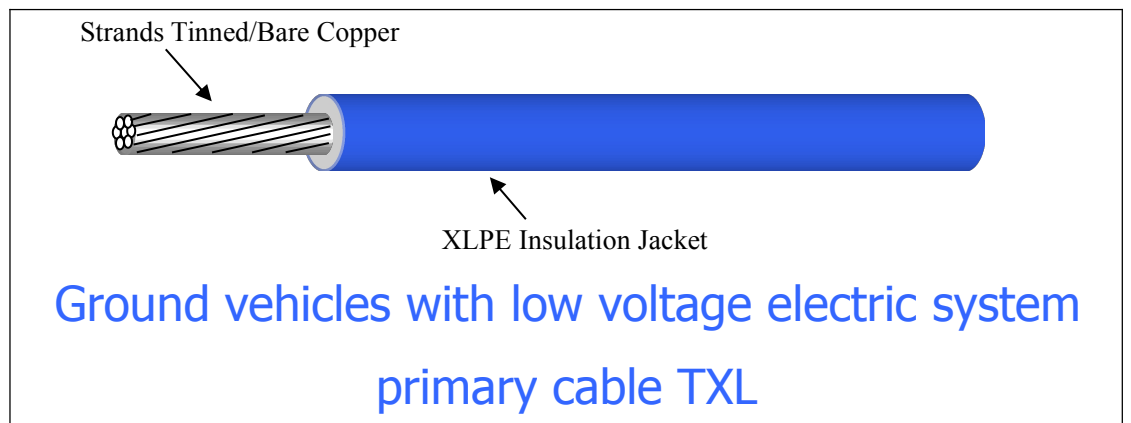 Strands Tinned/Bare Copper
XLPE Insulation Jacket
Ground vehicles with low voltage electric system
primary cable TXL